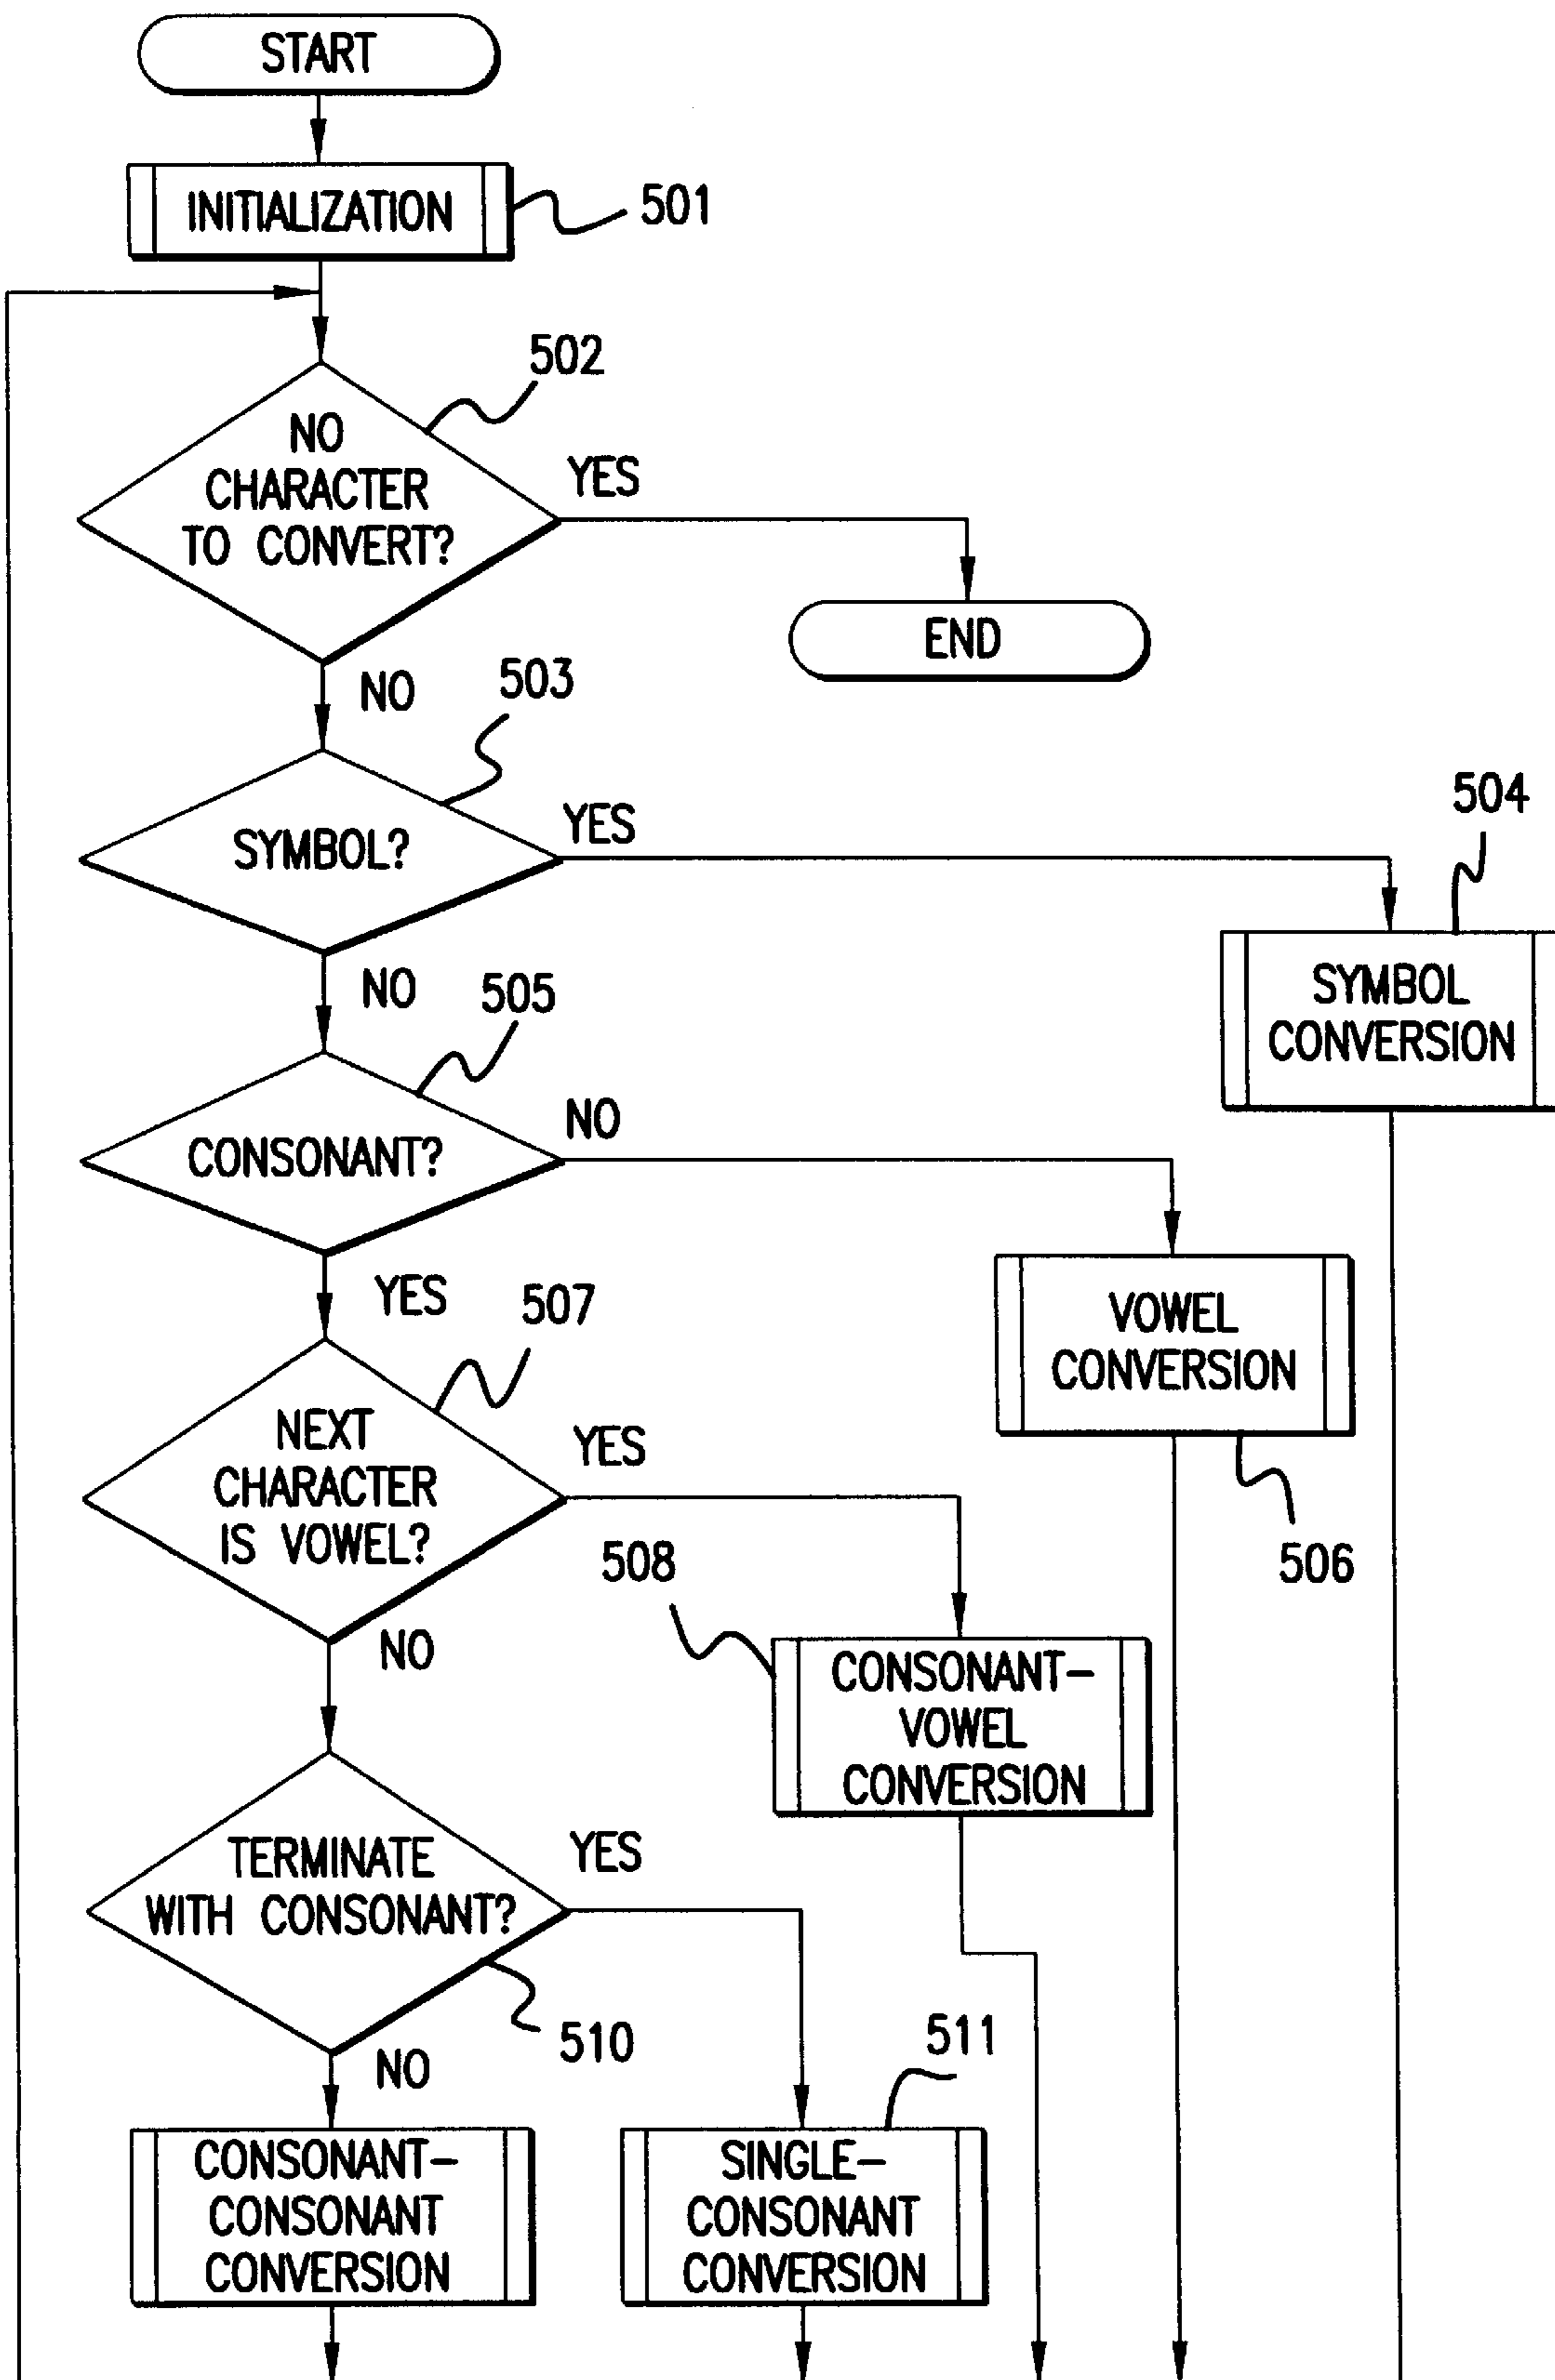 START
INITIALIZATION
501
502
NO
CHARACTER
TO CONVERT?
YES
END
NO
503
SYMBOL?
YES
504
SYMBOL
CONVERSION
NO
505
CONSONANT?
NO
VOWEL
CONVERSION
506
YES
507
NEXT
CHARACTER
IS VOWEL?
YES
508
CONSONANT-
VOWEL
CONVERSION
NO
TERMINATE
WITH CONSONANT?
YES
510
511
NO
CONSONANT-
CONSONANT
CONVERSION
SINGLE-
CONSONANT
CONVERSION